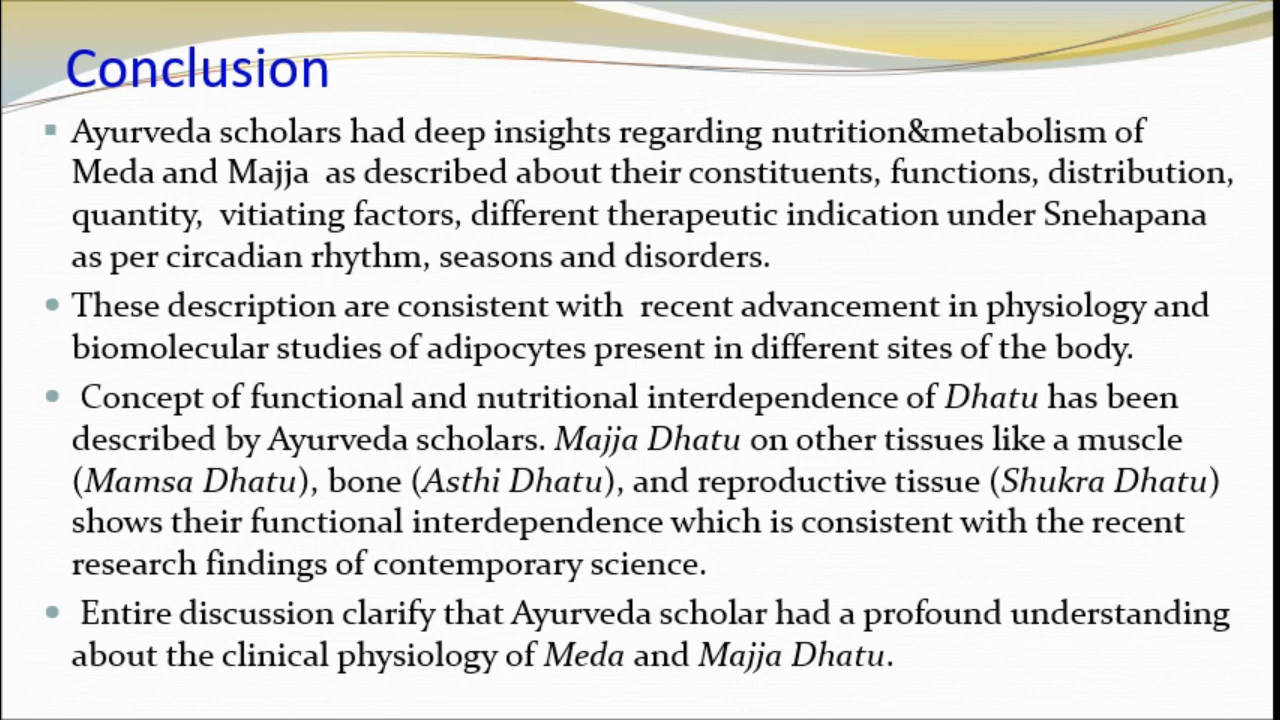 Conclusion
Ayurveda scholars had deep insights regarding nutrition&metabolism of
Meda and Majja as described about their constituents, functions, distribution,
quantity, vitiating factors, different therapeutic indication under Snehapana
as per circadian rhythm, seasons and disorders.
These description are consistent with recent advancement in physiology and
biomolecular studies of adipocytes present in different sites of the body.
Concept of functional and nutritional interdependence of Dhatu has been
described by Ayurveda scholars. Majja Dhatu on other tissues like a muscle
(Mamsa Dhatu), bone (Asthi Dhatu), and reproductive tissue (Shukra Dhatu)
shows their functional interdependence which is consistent with the recent
research findings of contemporary science.
Entire discussion clarify that Ayurveda scholar had a profound understanding
about the clinical physiology of Meda and Majja Dhatu.